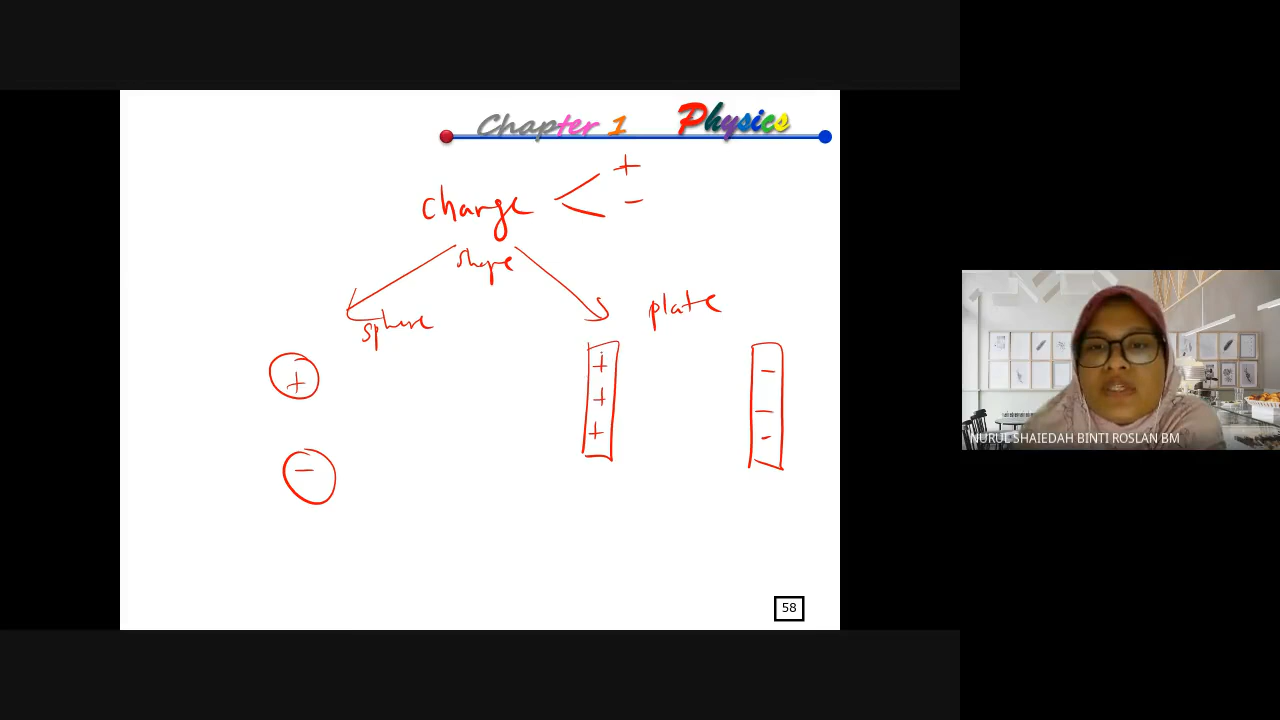 Chapter 1 Physics
Charge
+
-
shape
sphere
plate
+
-
+
+
+
-
-
-
NURUL SHAIEDAH BINTI ROSLAN BM
58